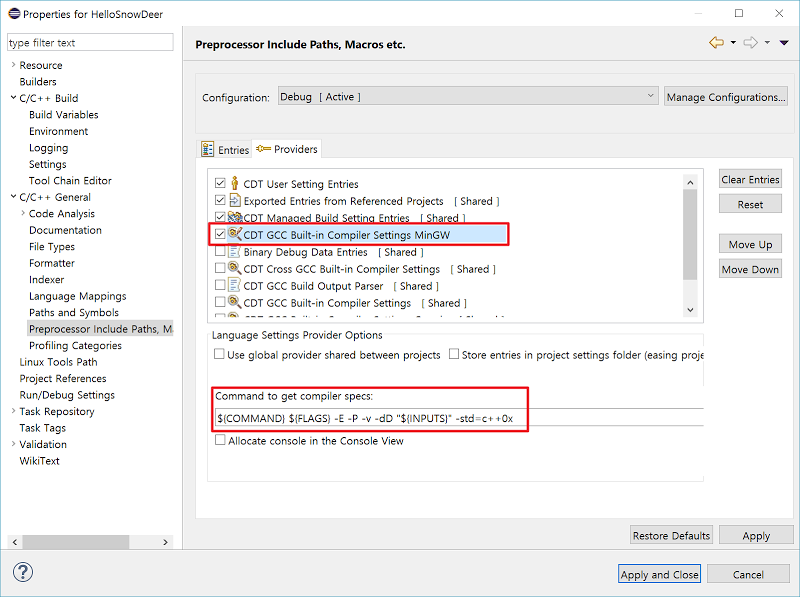 Properties for HelloSnowDeer
type filter text
Resource
Builders
C/C++ Build
Build Variables
Environment
Logging
Settings
Tool Chain Editor
C/C++ General
Code Analysis
Documentation
File Types
Formatter
Indexer
Language Mappings
Paths and Symbols
Preprocessor Include Paths, Ma
Profiling Categories
Linux Tools Path
Project References
Run/Debug Settings
Task Repository
Task Tags
Validation
WikiText
Preprocessor Include Paths, Macros etc.
Configuration: Debug [ Active ] Manage Configurations...
Entries Providers
CDT User Setting Entries
Exported Entries from Referenced Projects [ Shared ]
CDT Managed Build Setting Entries [ Shared ]
CDT GCC Built-in Compiler Settings MinGW
Binary Debug Data Entries [ Shared ]
CDT Cross GCC Built-in Compiler Settings [ Shared ]
CDT GCC Build Output Parser [ Shared ]
CDT GCC Built-in Compiler Settings [ Shared ]
Clear Entries
Reset
Move Up
Move Down
Language Settings Provider Options
Use global provider shared between projects Store entries in project settings folder (easing proje
Command to get compiler specs:
${COMMAND} ${FLAGS} -E -P -v -dD "${INPUTS}" -std=c++0x
Allocate console in the Console View
Restore Defaults Apply
? Apply and Close Cancel